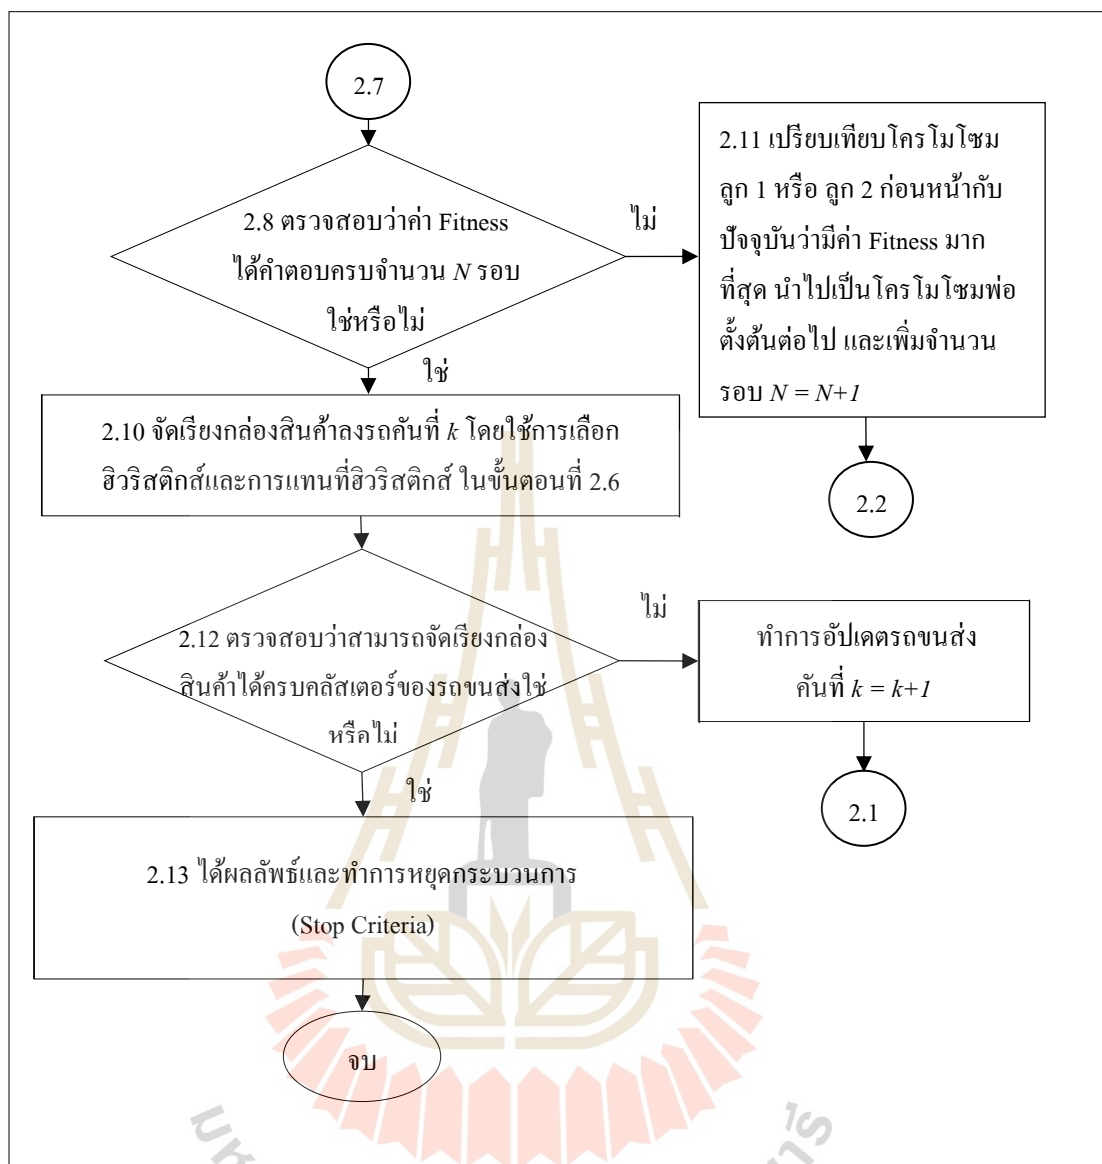 2.7
2.8 ตรวจสอบว่าค่า Fitness
ได้คำตอบครบจำนวน N รอบ
ใช่หรือไม่
ไม่
2.11 เปรียบเทียบโครโมโซม
ลูก 1 หรือ ลูก 2 ก่อนหน้ากับ
ปัจจุบันว่ามีค่า Fitness มาก
ที่สุด นำไปเป็นโครโมโซมพ่อ
ตั้งต้นต่อไป และเพิ่มจำนวน
รอบ N = N+1
2.2
ใช่
2.10 จัดเรียงกล่องสินค้าลงรถคันที่ k โดยใช้การเลือก
ฮิวริสติกส์และการแทนที่ฮิวริสติกส์ ในขั้นตอนที่ 2.6
2.12 ตรวจสอบว่าสามารถจัดเรียงกล่อง
สินค้าได้ครบคลัสเตอร์ของรถขนส่งใช่
หรือไม่
ไม่
ทำการอัปเดตรถขนส่ง
คันที่ k = k+1
2.1
ใช่
2.13 ได้ผลลัพธ์และทำการหยุดกระบวนการ
(Stop Criteria)
จบ